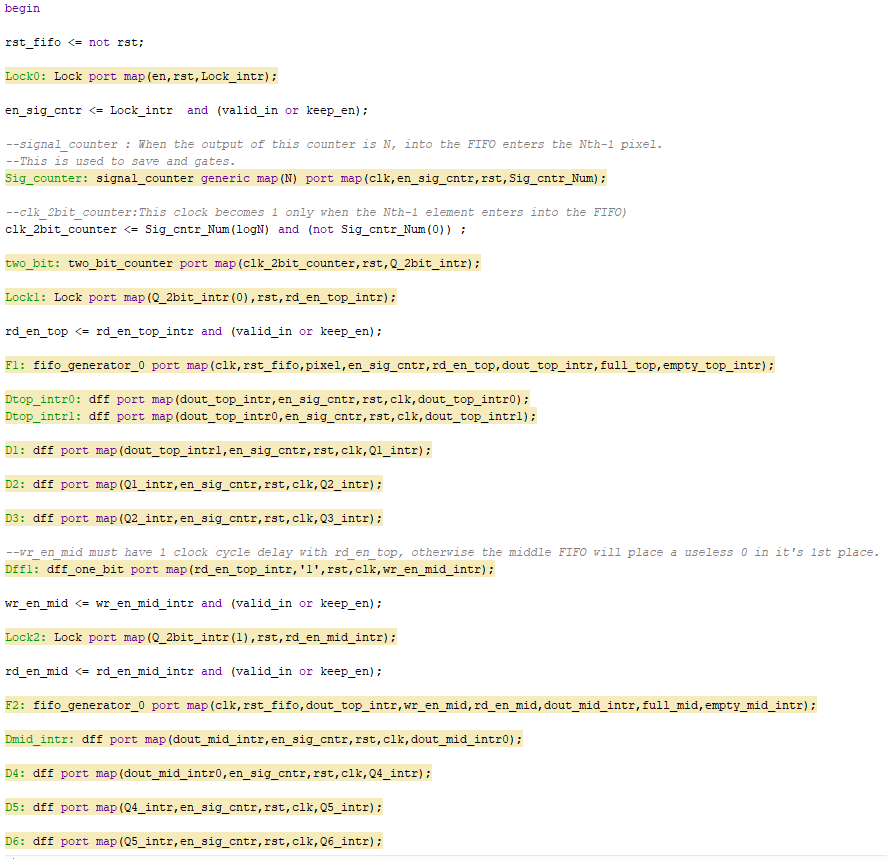 begin
rst_fifo <= not rst;
Lock0: Lock port map(en,rst,Lock_intr);
en_sig_cntr <= Lock_intr  and (valid_in or keep_en);
--signal_counter : When the output of this counter is N, into the FIFO enters the Nth-1 pixel.
--This is used to save and gates.
Sig_counter: signal_counter generic map(N) port map(clk,en_sig_cntr,rst,Sig_cntr_Num);
--clk_2bit_counter:This clock becomes 1 only when the Nth-1 element enters into the FIFO)
clk_2bit_counter <= Sig_cntr_Num(logN) and (not Sig_cntr_Num(0)) ;
two_bit: two_bit_counter port map(clk_2bit_counter,rst,Q_2bit_intr);
Lock1: Lock port map(Q_2bit_intr(0),rst,rd_en_top_intr);
rd_en_top <= rd_en_top_intr and (valid_in or keep_en);
F1: fifo_generator_0 port map(clk,rst_fifo,pixel,en_sig_cntr,rd_en_top,dout_top_intr,full_top,empty_top_intr);
Dtop_intr0: dff port map(dout_top_intr,en_sig_cntr,rst,clk,dout_top_intr0);
Dtop_intr1: dff port map(dout_top_intr0,en_sig_cntr,rst,clk,dout_top_intr1);
D1: dff port map(dout_top_intr1,en_sig_cntr,rst,clk,Q1_intr);
D2: dff port map(Q1_intr,en_sig_cntr,rst,clk,Q2_intr);
D3: dff port map(Q2_intr,en_sig_cntr,rst,clk,Q3_intr);
--wr_en_mid must have 1 clock cycle delay with rd_en_top, otherwise the middle FIFO will place a useless 0 in it's 1st place.
Dff1: dff_one_bit port map(rd_en_top_intr,'1',rst,clk,wr_en_mid_intr);
wr_en_mid <= wr_en_mid_intr and (valid_in or keep_en);
Lock2: Lock port map(Q_2bit_intr(1),rst,rd_en_mid_intr);
rd_en_mid <= rd_en_mid_intr and (valid_in or keep_en);
F2: fifo_generator_0 port map(clk,rst_fifo,dout_top_intr,wr_en_mid,rd_en_mid,dout_mid_intr,full_mid,empty_mid_intr);
Dmid_intr: dff port map(dout_mid_intr,en_sig_cntr,rst,clk,dout_mid_intr0);
D4: dff port map(dout_mid_intr0,en_sig_cntr,rst,clk,Q4_intr);
D5: dff port map(Q4_intr,en_sig_cntr,rst,clk,Q5_intr);
D6: dff port map(Q5_intr,en_sig_cntr,rst,clk,Q6_intr);